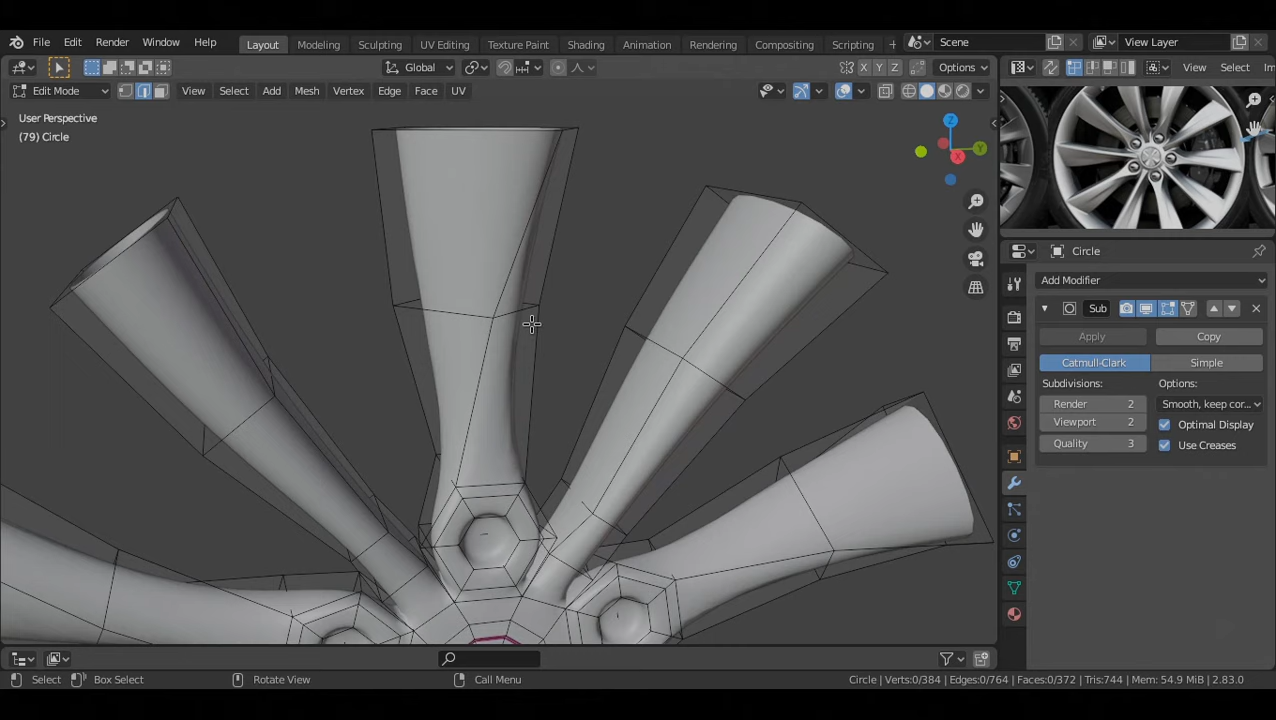 File Edit Render Window Help Layout Modeling Sculpting UV Editing Texture Paint Shading Animation Rendering Compositing Scripting + Scene View Layer
Global Options View Select
Edit Mode View Select Add Mesh Vertex Edge Face UV
X Y Z
User Perspective
(79) Circle
Z
Y
X
Circle
Add Modifier
Sub
Apply Copy
Catmull-Clark Simple
Subdivisions: Options:
Render 2 Smooth, keep cor...
Viewport 2 Optimal Display
Quality 3 Use Creases
Select Box Select Rotate View Call Menu Circle | Verts:0/384 | Edges:0/764 | Faces:0/372 | Tris:744 | Mem: 54.9 MiB | 2.83.0